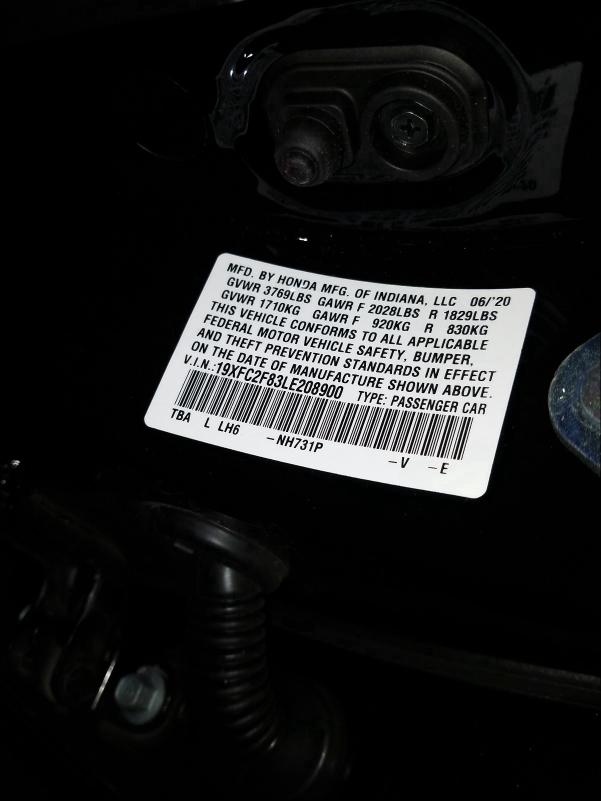 MFD. BY HONDA MFG. OF INDIANA, LLC 06/'20
GVWR 3769LBS GAWR F 2028LBS R 1829LBS
GVWR 1710KG GAWR F 920KG R 830KG
THIS VEHICLE CONFORMS TO ALL APPLICABLE
FEDERAL MOTOR VEHICLE SAFETY, BUMPER,
AND THEFT PREVENTION STANDARDS IN EFFECT
ON THE DATE OF MANUFACTURE SHOWN ABOVE.
V.I.N.:19XFC2F83LE208900 TYPE: PASSENGER CAR
TBA L LH6 -NH731P -V -E